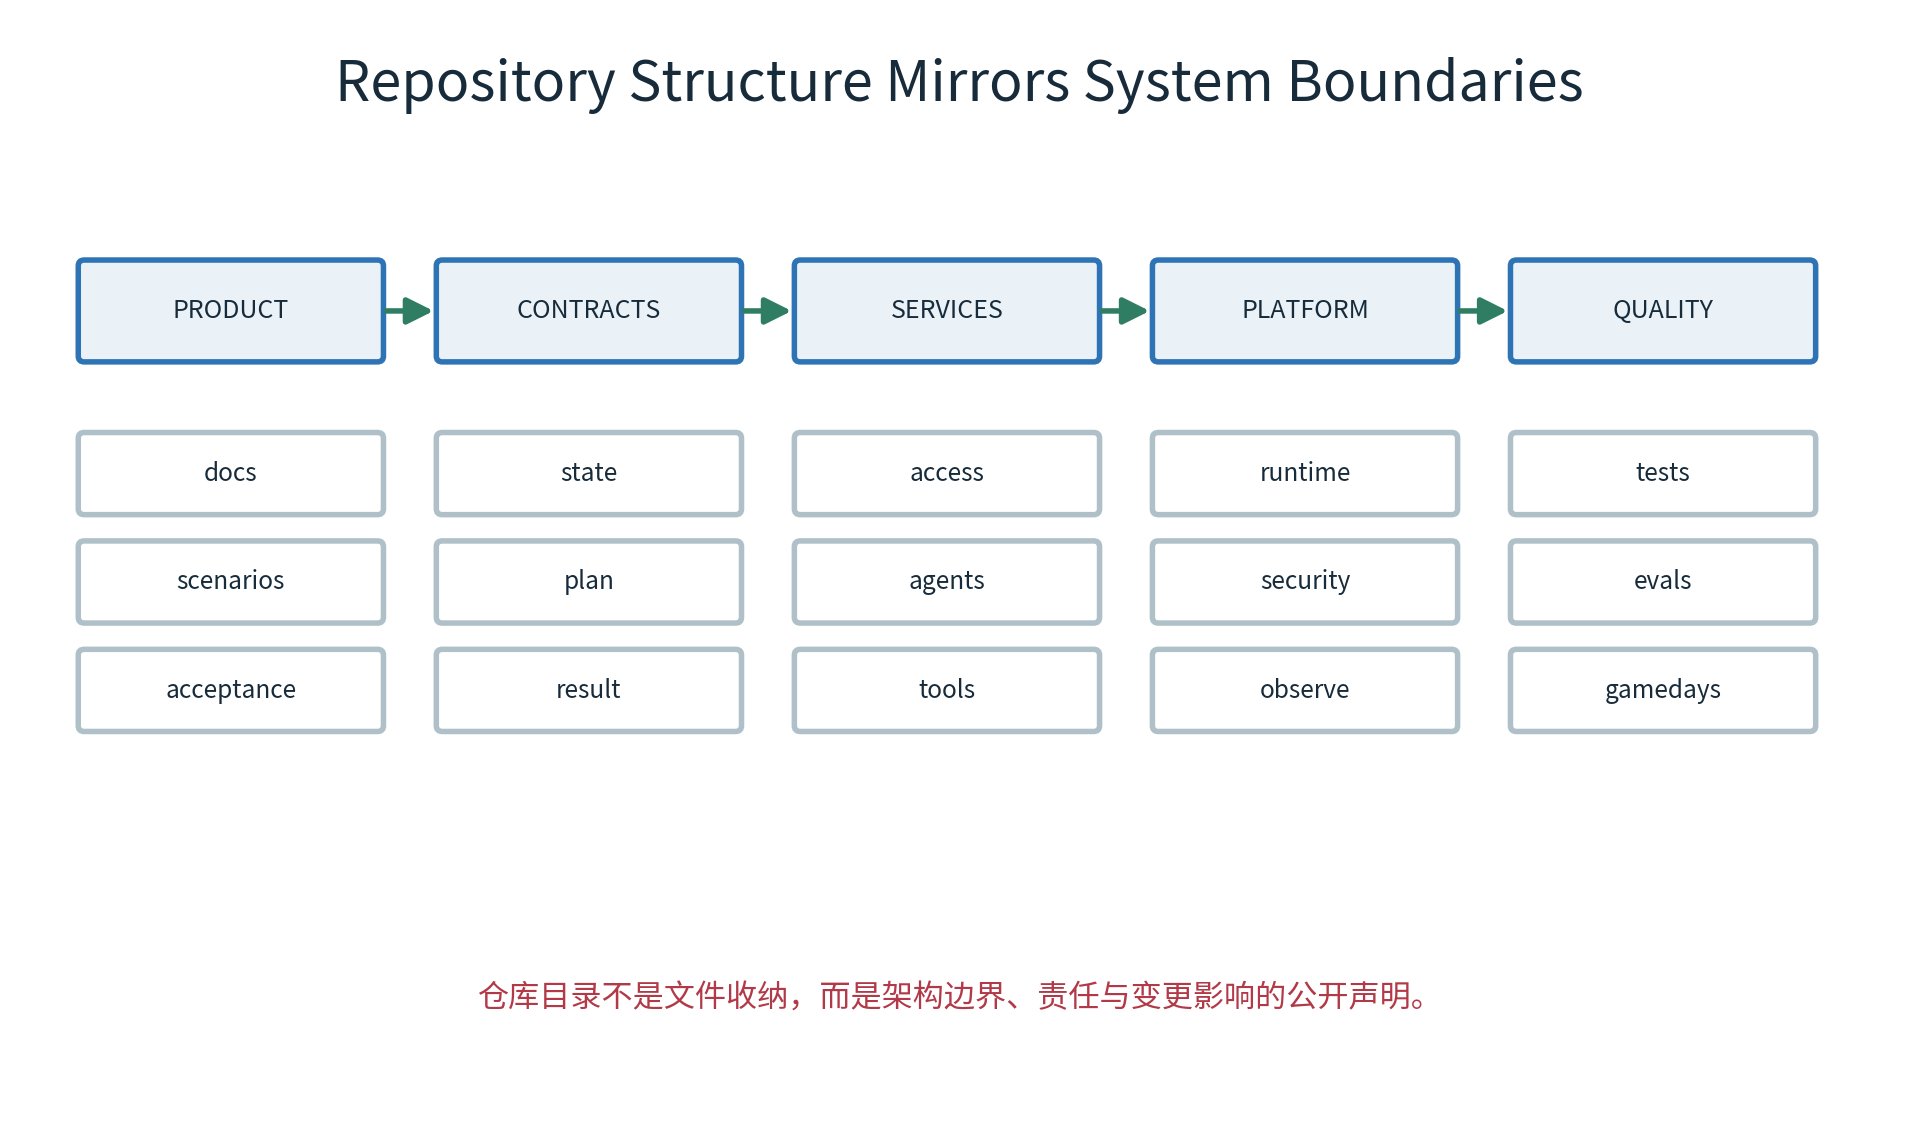 Repository Structure Mirrors System Boundaries
PRODUCT
CONTRACTS
SERVICES
PLATFORM
QUALITY
docs
state
access
runtime
tests
scenarios
plan
agents
security
evals
acceptance
result
tools
observe
gamedays
仓库目录不是文件收纳，而是架构边界、责任与变更影响的公开声明。